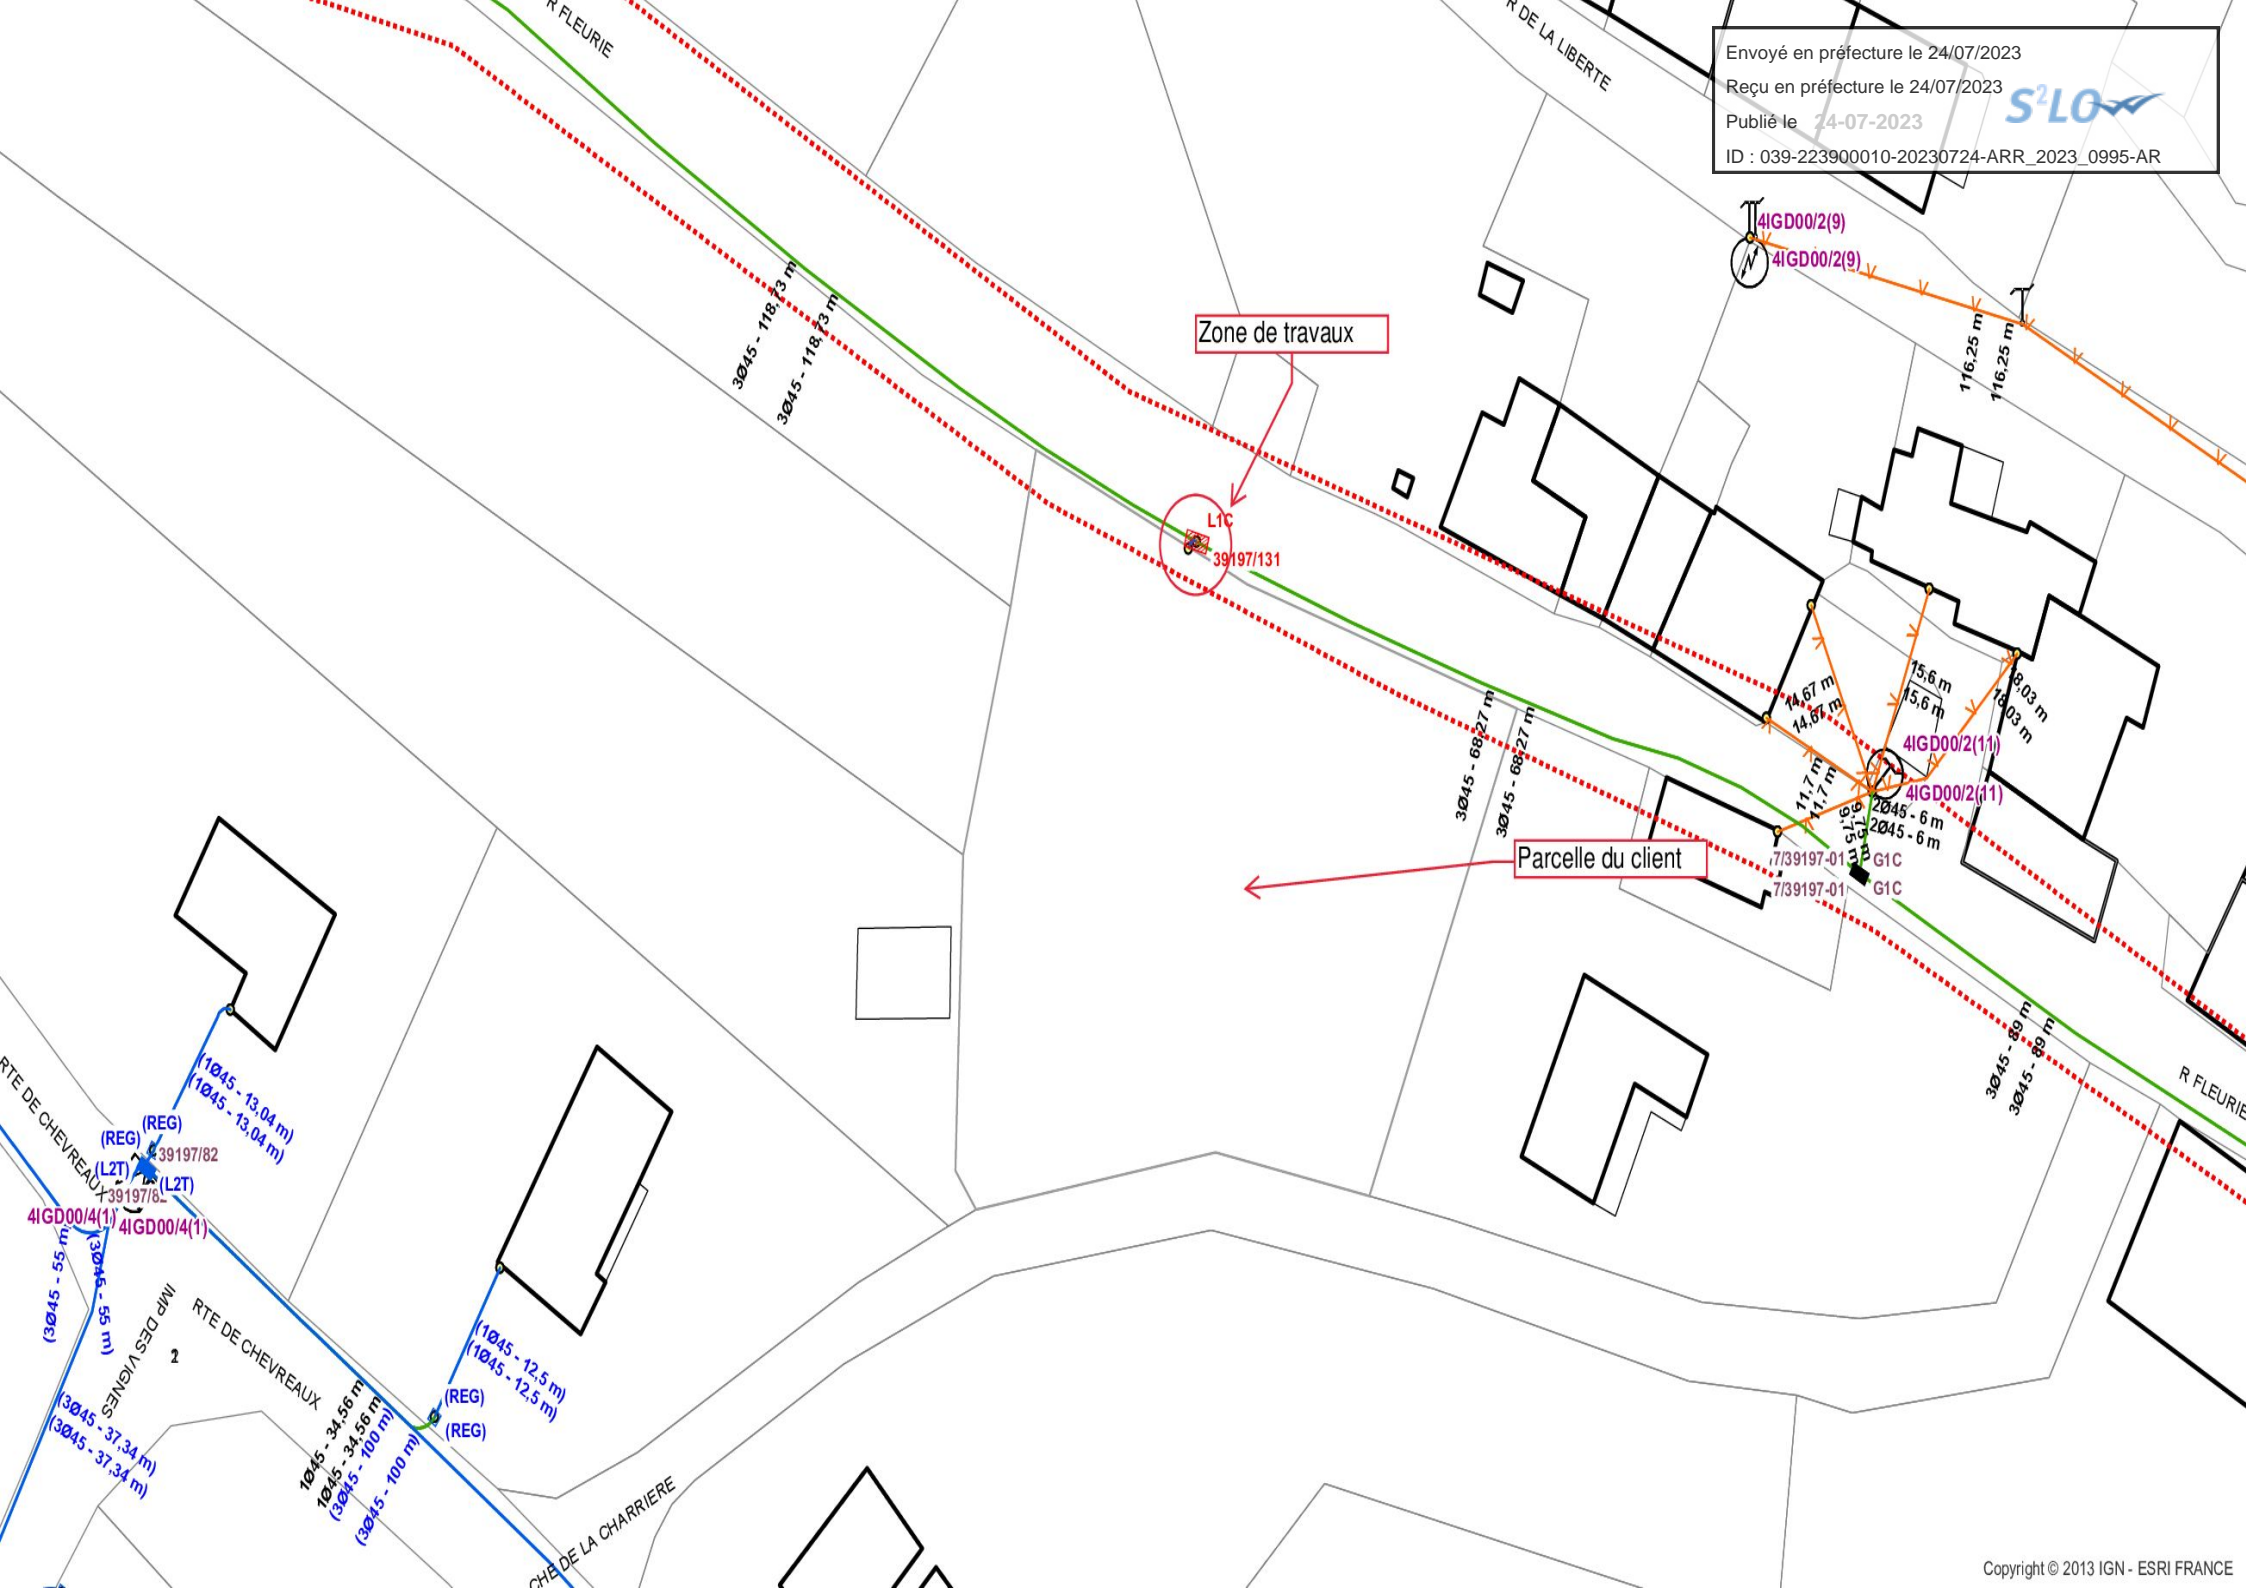 R FLEURIE
R DE LA LIBERTE
Envoyé en préfecture le 24/07/2023
Reçu en préfecture le 24/07/2023
Publié le 24-07-2023
S²LO
ID : 039-223900010-20230724-ARR_2023_0995-AR
4IGD00/2(9)
4IGD00/2(9)
3Ø45 - 118,73 m
3Ø45 - 118,73 m
Zone de travaux
116,25 m
116,25 m
L1C
39197/131
15,6 m
15,6 m
18,03 m
18,03 m
14,67 m
14,67 m
3Ø45 - 68,27 m
3Ø45 - 68,27 m
4IGD00/2(11)
4IGD00/2(11)
11,7 m
11,7 m
9,75 m
9,75 m
2Ø45 - 6 m
2Ø45 - 6 m
Parcelle du client
7/39197-01
G1C
7/39197-01
G1C
3Ø45 - 89 m
3Ø45 - 89 m
R FLEURIE
RTE DE CHEVREAUX
(1Ø45 - 13,04 m)
(1Ø45 - 13,04 m)
(REG)
(REG)
39197/82
(L2T)
(L2T)
39197/82
4IGD00/4(1)
4IGD00/4(1)
(3Ø45 - 55 m)
(3Ø45 - 55 m)
IMP DES VIGNES
2
RTE DE CHEVREAUX
(1Ø45 - 12,5 m)
(1Ø45 - 12,5 m)
(REG)
(REG)
(3Ø45 - 37,34 m)
(3Ø45 - 37,34 m)
1Ø45 - 34,56 m
1Ø45 - 34,56 m
(3Ø45 - 100 m)
(3Ø45 - 100 m)
CHE DE LA CHARRIERE
Copyright © 2013 IGN - ESRI FRANCE